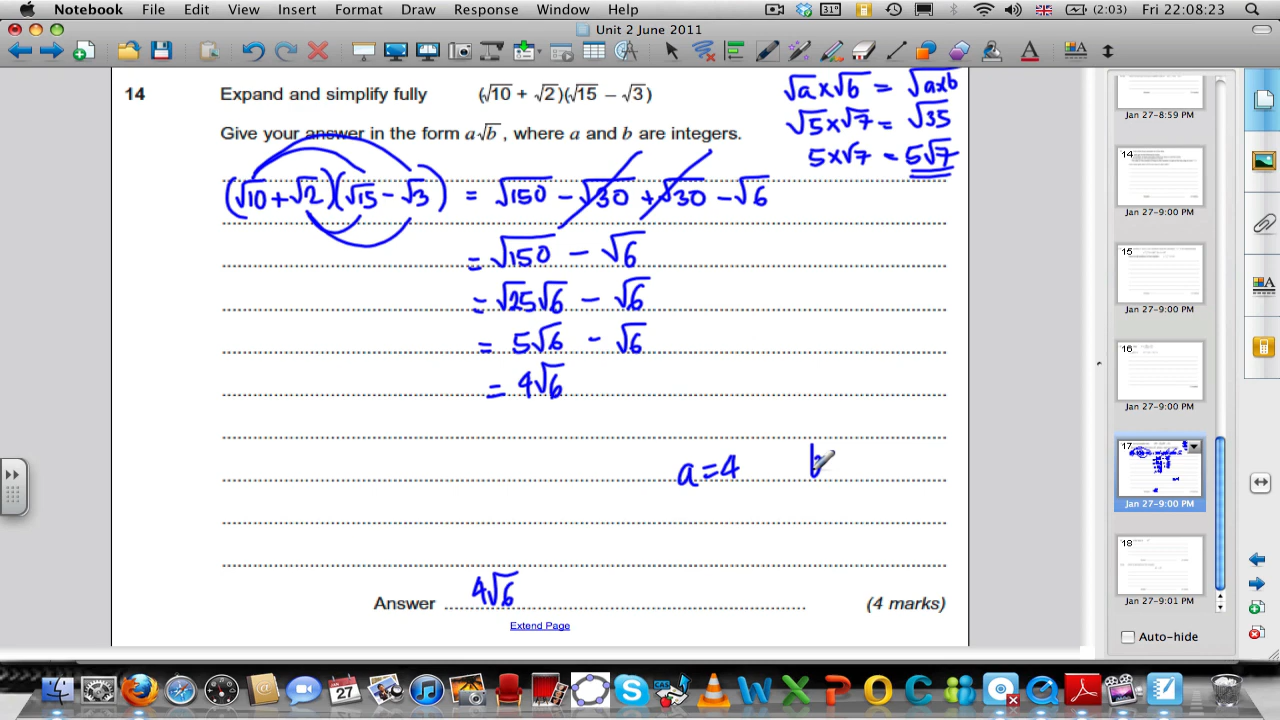 Notebook File Edit View Insert Format Draw Response Window Help 31° (2:03) Fri 22:08:23
Unit 2 June 2011
14 Expand and simplify fully (√10 + √2)(√15 – √3)
Give your answer in the form a√b, where a and b are integers.
√a x √b = √axb
√5 x √7 = √35
5 x √7 = 5√7
(√10 + √2)(√15 - √3) = √150 - √30 + √30 - √6
= √150 - √6
= √25√6 - √6
= 5√6 - √6
= 4√6
a=4 b
Answer 4√6 (4 marks)
Extend Page
Jan 27-8:59 PM
14
Jan 27-9:00 PM
15
Jan 27-9:00 PM
16
Jan 27-9:00 PM
17
Jan 27-9:00 PM
18
Jan 27-9:01 PM
Auto-hide
JAN
27